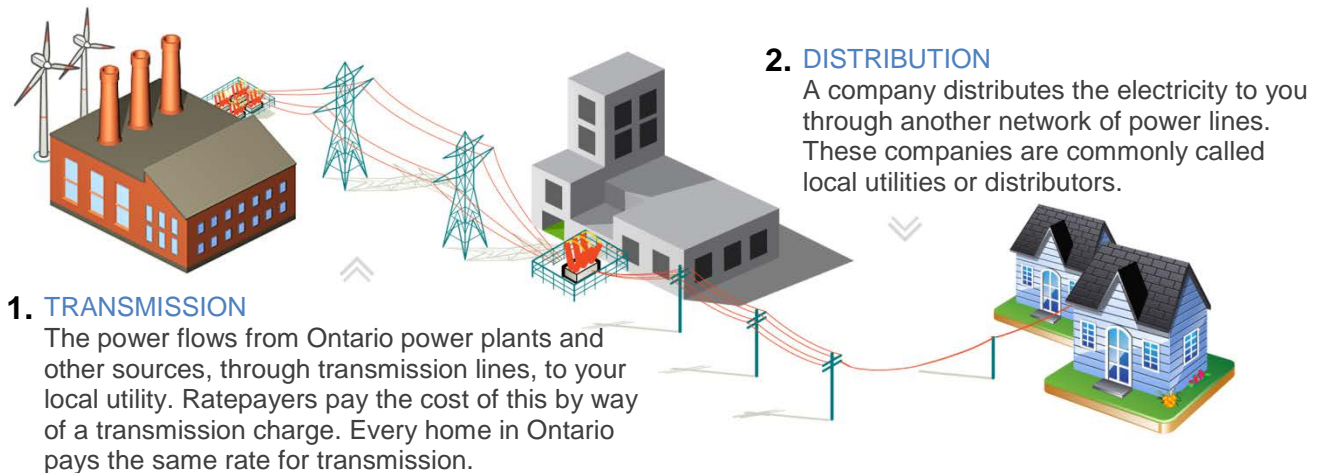 2. DISTRIBUTION
A company distributes the electricity to you
through another network of power lines.
These companies are commonly called
local utilities or distributors.
1. TRANSMISSION
The power flows from Ontario power plants and
other sources, through transmission lines, to your
local utility. Ratepayers pay the cost of this by way
of a transmission charge. Every home in Ontario
pays the same rate for transmission.